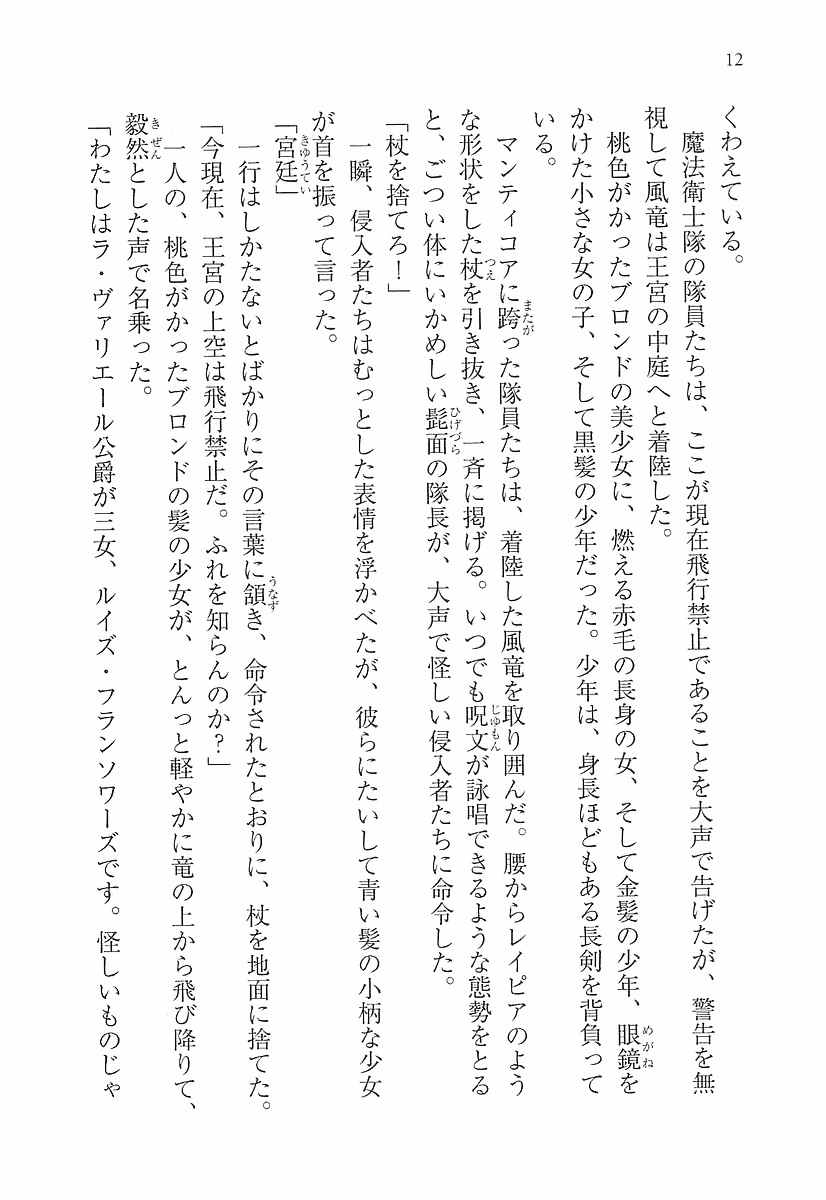 12
くわえている。
　魔法衛士隊の隊員たちは、ここが現在飛行禁止であることを大声で告げたが、警告を無
視して風竜は王宮の中庭へと着陸した。
　桃色がかったブロンドの美少女に、燃える赤毛の長身の女、そして金髪の少年、眼鏡を
かけた小さな女の子、そして黒髪の少年だった。少年は、身長ほどもある長剣を背負って
いる。
　マンティコアに跨った隊員たちは、着陸した風竜を取り囲んだ。腰からレイピアのよう
な形状をした杖を引き抜き、一斉に掲げる。いつでも呪文が詠唱できるような態勢をとる
と、ごつい体にいかめしい髭面の隊長が、大声で怪しい侵入者たちに命令した。
「杖を捨てろ！」
　一瞬、侵入者たちはむっとした表情を浮かべたが、彼らにたいして青い髪の小柄な少女
が首を振って言った。
「宮廷」
　一行はしかたないとばかりにその言葉に頷き、命令されたとおりに、杖を地面に捨てた。
「今現在、王宮の上空は飛行禁止だ。ふれを知らんのか？」
　一人の、桃色がかったブロンドの髪の少女が、とんっと軽やかに竜の上から飛び降りて、
毅然とした声で名乗った。
「わたしはラ・ヴァリエール公爵が三女、ルイズ・フランソワーズです。怪しいものじゃ